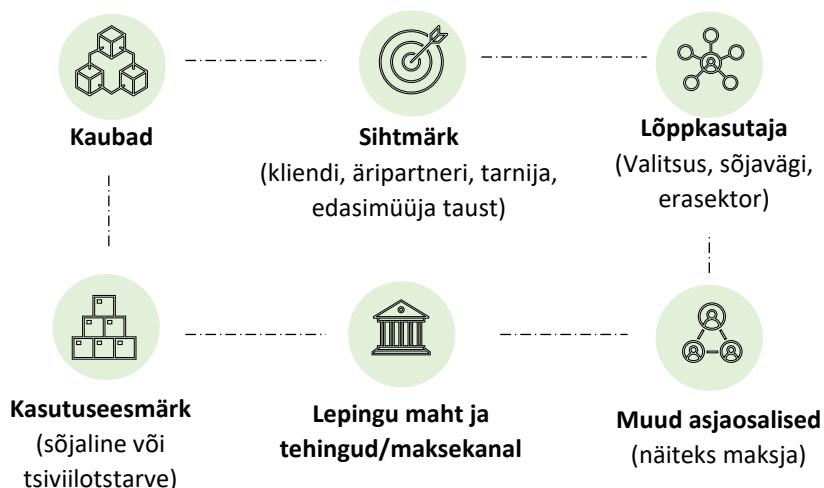 Kaubad
Sihtmärk
(kliendi, äripartneri, tarnija,
edasimüüja taust)
Lõppkasutaja
(Valitsus, sõjavägi,
erasektor)
Kasutuseesmärk
(sõjaline või
tsiviilotstarve)
Lepingu maht ja
tehingud/maksekanal
Muud asjaosalised
(näiteks maksja)